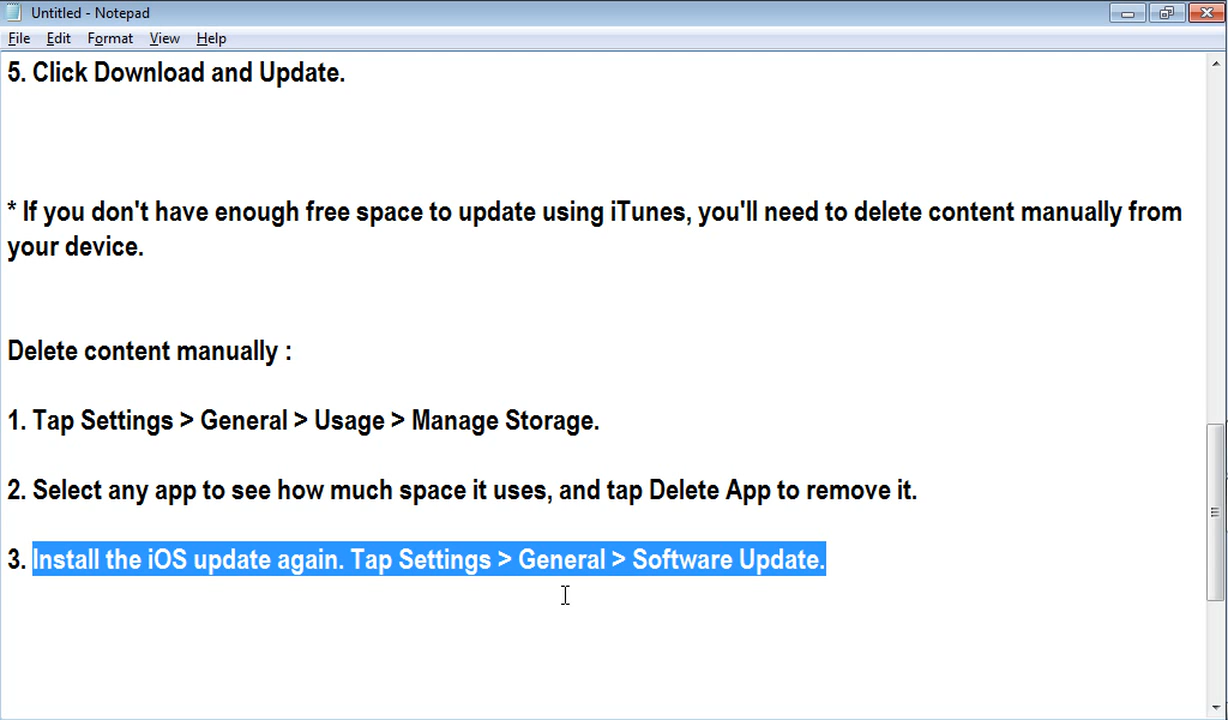 Untitled - Notepad
File Edit Format View Help
5. Click Download and Update.
* If you don't have enough free space to update using iTunes, you'll need to delete content manually from
your device.
Delete content manually :
1. Tap Settings > General > Usage > Manage Storage.
2. Select any app to see how much space it uses, and tap Delete App to remove it.
3. Install the iOS update again. Tap Settings > General > Software Update.